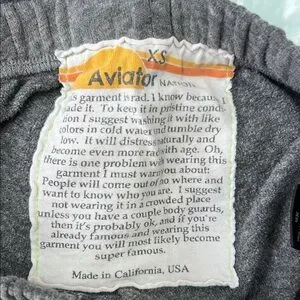 XS
Aviator NATION
is garment is rad. I know because I
ade it. To keep it in pristine condi-
tion I suggest washing it with like
colors in cold water and tumble dry
low. It will distress naturally and
become even more rad with age. Oh,
there is one problem with wearing this
garment I must warn you about:
People will come out of no where and
want to know who you are. I suggest
not wearing it in a crowded place
unless you have a couple body guards,
then it's probably ok, and if you're
already famous and wearing this
garment you will most likely become
super famous.
Made in California, USA